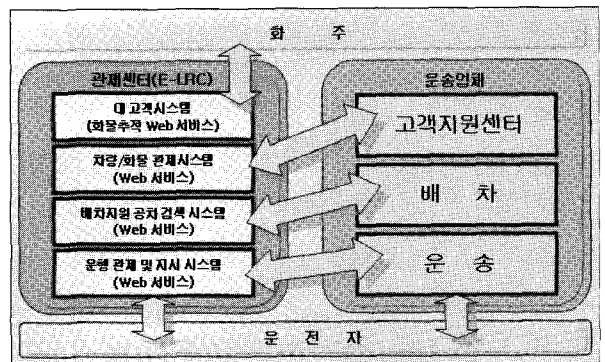 화 주
관제센터(E-LRC)
대 고객시스템
(화물추적 Web 서비스)
차량/화물 관제시스템
(Web 서비스)
배차지원 공차 검색 시스템
(Web 서비스)
운행 관제 및 지시 시스템
(Web 서비스)
운송업체
고객지원센터
배 차
운 송
운 전 자